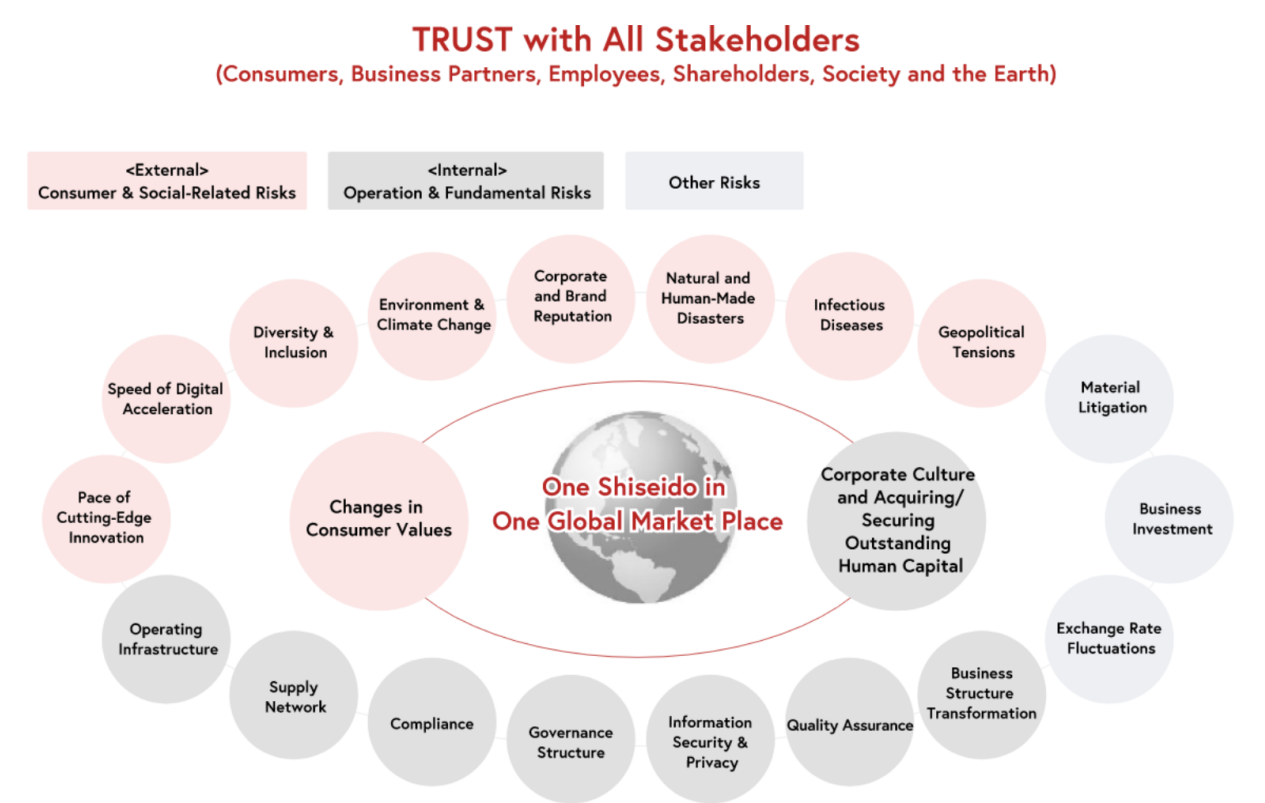 TRUST with All Stakeholders
(Consumers, Business Partners, Employees, Shareholders, Society and the Earth)
<External>
Consumer & Social-Related Risks
<Internal>
Operation & Fundamental Risks
Other Risks
Corporate
and Brand
Reputation
Natural and
Human-Made
Disasters
Environment &
Climate Change
Infectious
Diseases
Diversity &
Inclusion
Geopolitical
Tensions
Speed of Digital
Acceleration
Material
Litigation
Pace of
Cutting-Edge
Innovation
Changes in
Consumer Values
One Shiseido in
One Global Market Place
Corporate Culture
and Acquiring/
Securing
Outstanding
Human Capital
Business
Investment
Operating
Infrastructure
Exchange Rate
Fluctuations
Supply
Network
Business
Structure
Transformation
Compliance
Governance
Structure
Information
Security &
Privacy
Quality Assurance